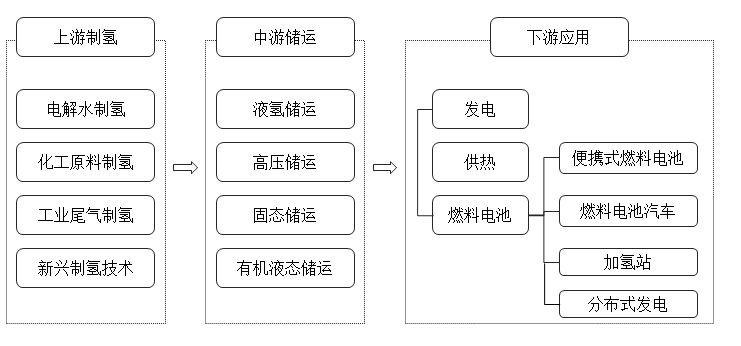 上游制氢
电解水制氢
化工原料制氢
工业尾气制氢
新兴制氢技术
中游储运
液氢储运
高压储运
固态储运
有机液态储运
下游应用
发电
供热
燃料电池
便携式燃料电池
燃料电池汽车
加氢站
分布式发电